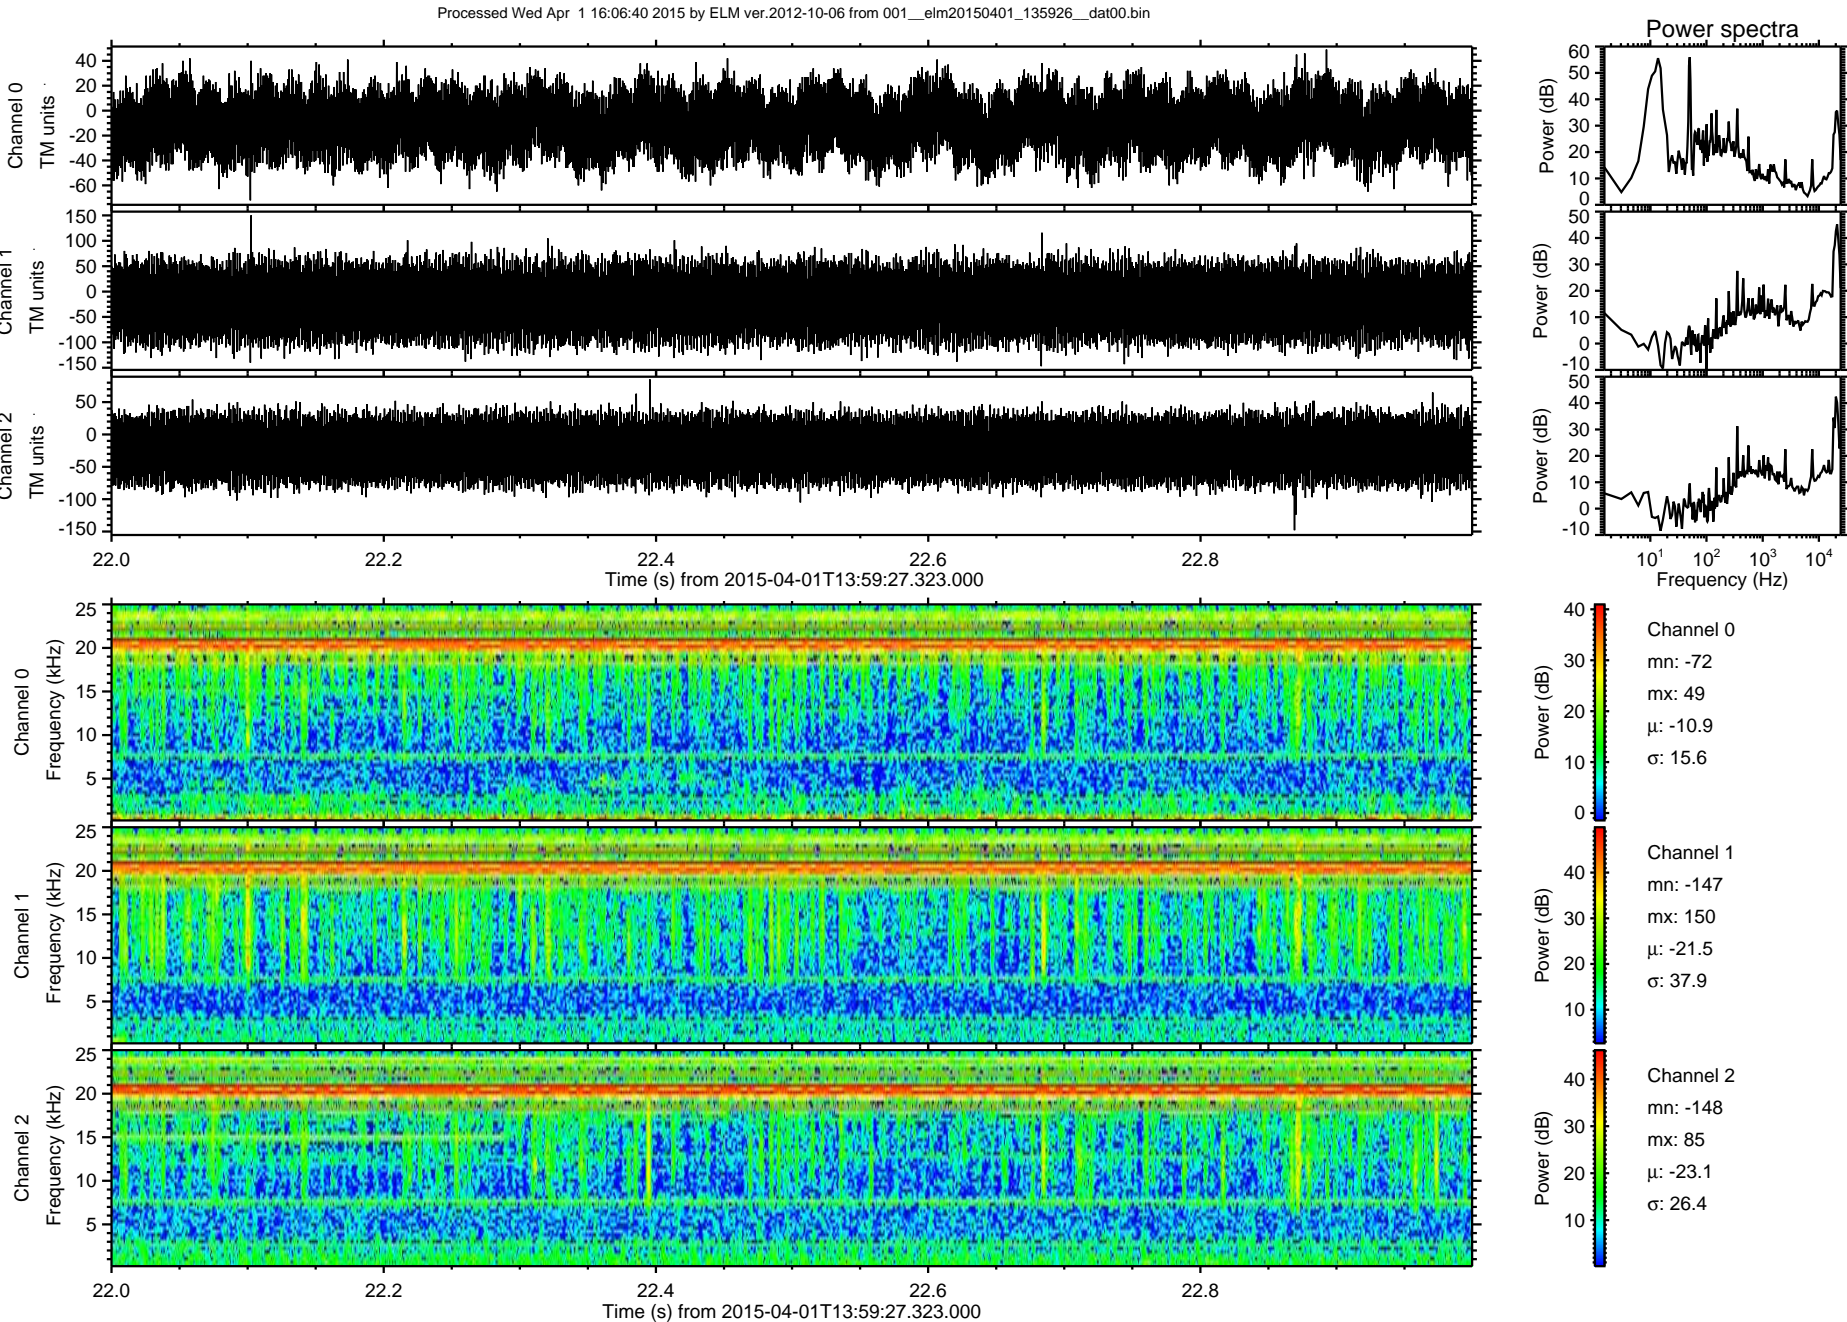 Processed Wed Apr  1 16:06:40 2015 by ELM ver.2012-10-06 from 001__elm20150401_135926__dat00.bin
Power spectra
Channel 0
TM units
40
20
0
-20
-40
-60
Power (dB)
60
50
40
30
20
10
0
Channel 1
TM units
150
100
50
0
-50
-100
-150
Power (dB)
50
40
30
20
10
0
-10
Channel 2
TM units
50
0
-50
-100
-150
Power (dB)
50
40
30
20
10
0
-10
22.0 22.2 22.4 22.6 22.8
Time (s) from 2015-04-01T13:59:27.323.000
10^1 10^2 10^3 10^4
Frequency (Hz)
Channel 0
Frequency (kHz)
25
20
15
10
5
Power (dB)
40
30
20
10
0
Channel 0
mn: -72
mx: 49
μ: -10.9
σ: 15.6
Channel 1
Frequency (kHz)
25
20
15
10
5
Power (dB)
40
30
20
10
Channel 1
mn: -147
mx: 150
μ: -21.5
σ: 37.9
Channel 2
Frequency (kHz)
25
20
15
10
5
Power (dB)
40
30
20
10
Channel 2
mn: -148
mx: 85
μ: -23.1
σ: 26.4
22.0 22.2 22.4 22.6 22.8
Time (s) from 2015-04-01T13:59:27.323.000